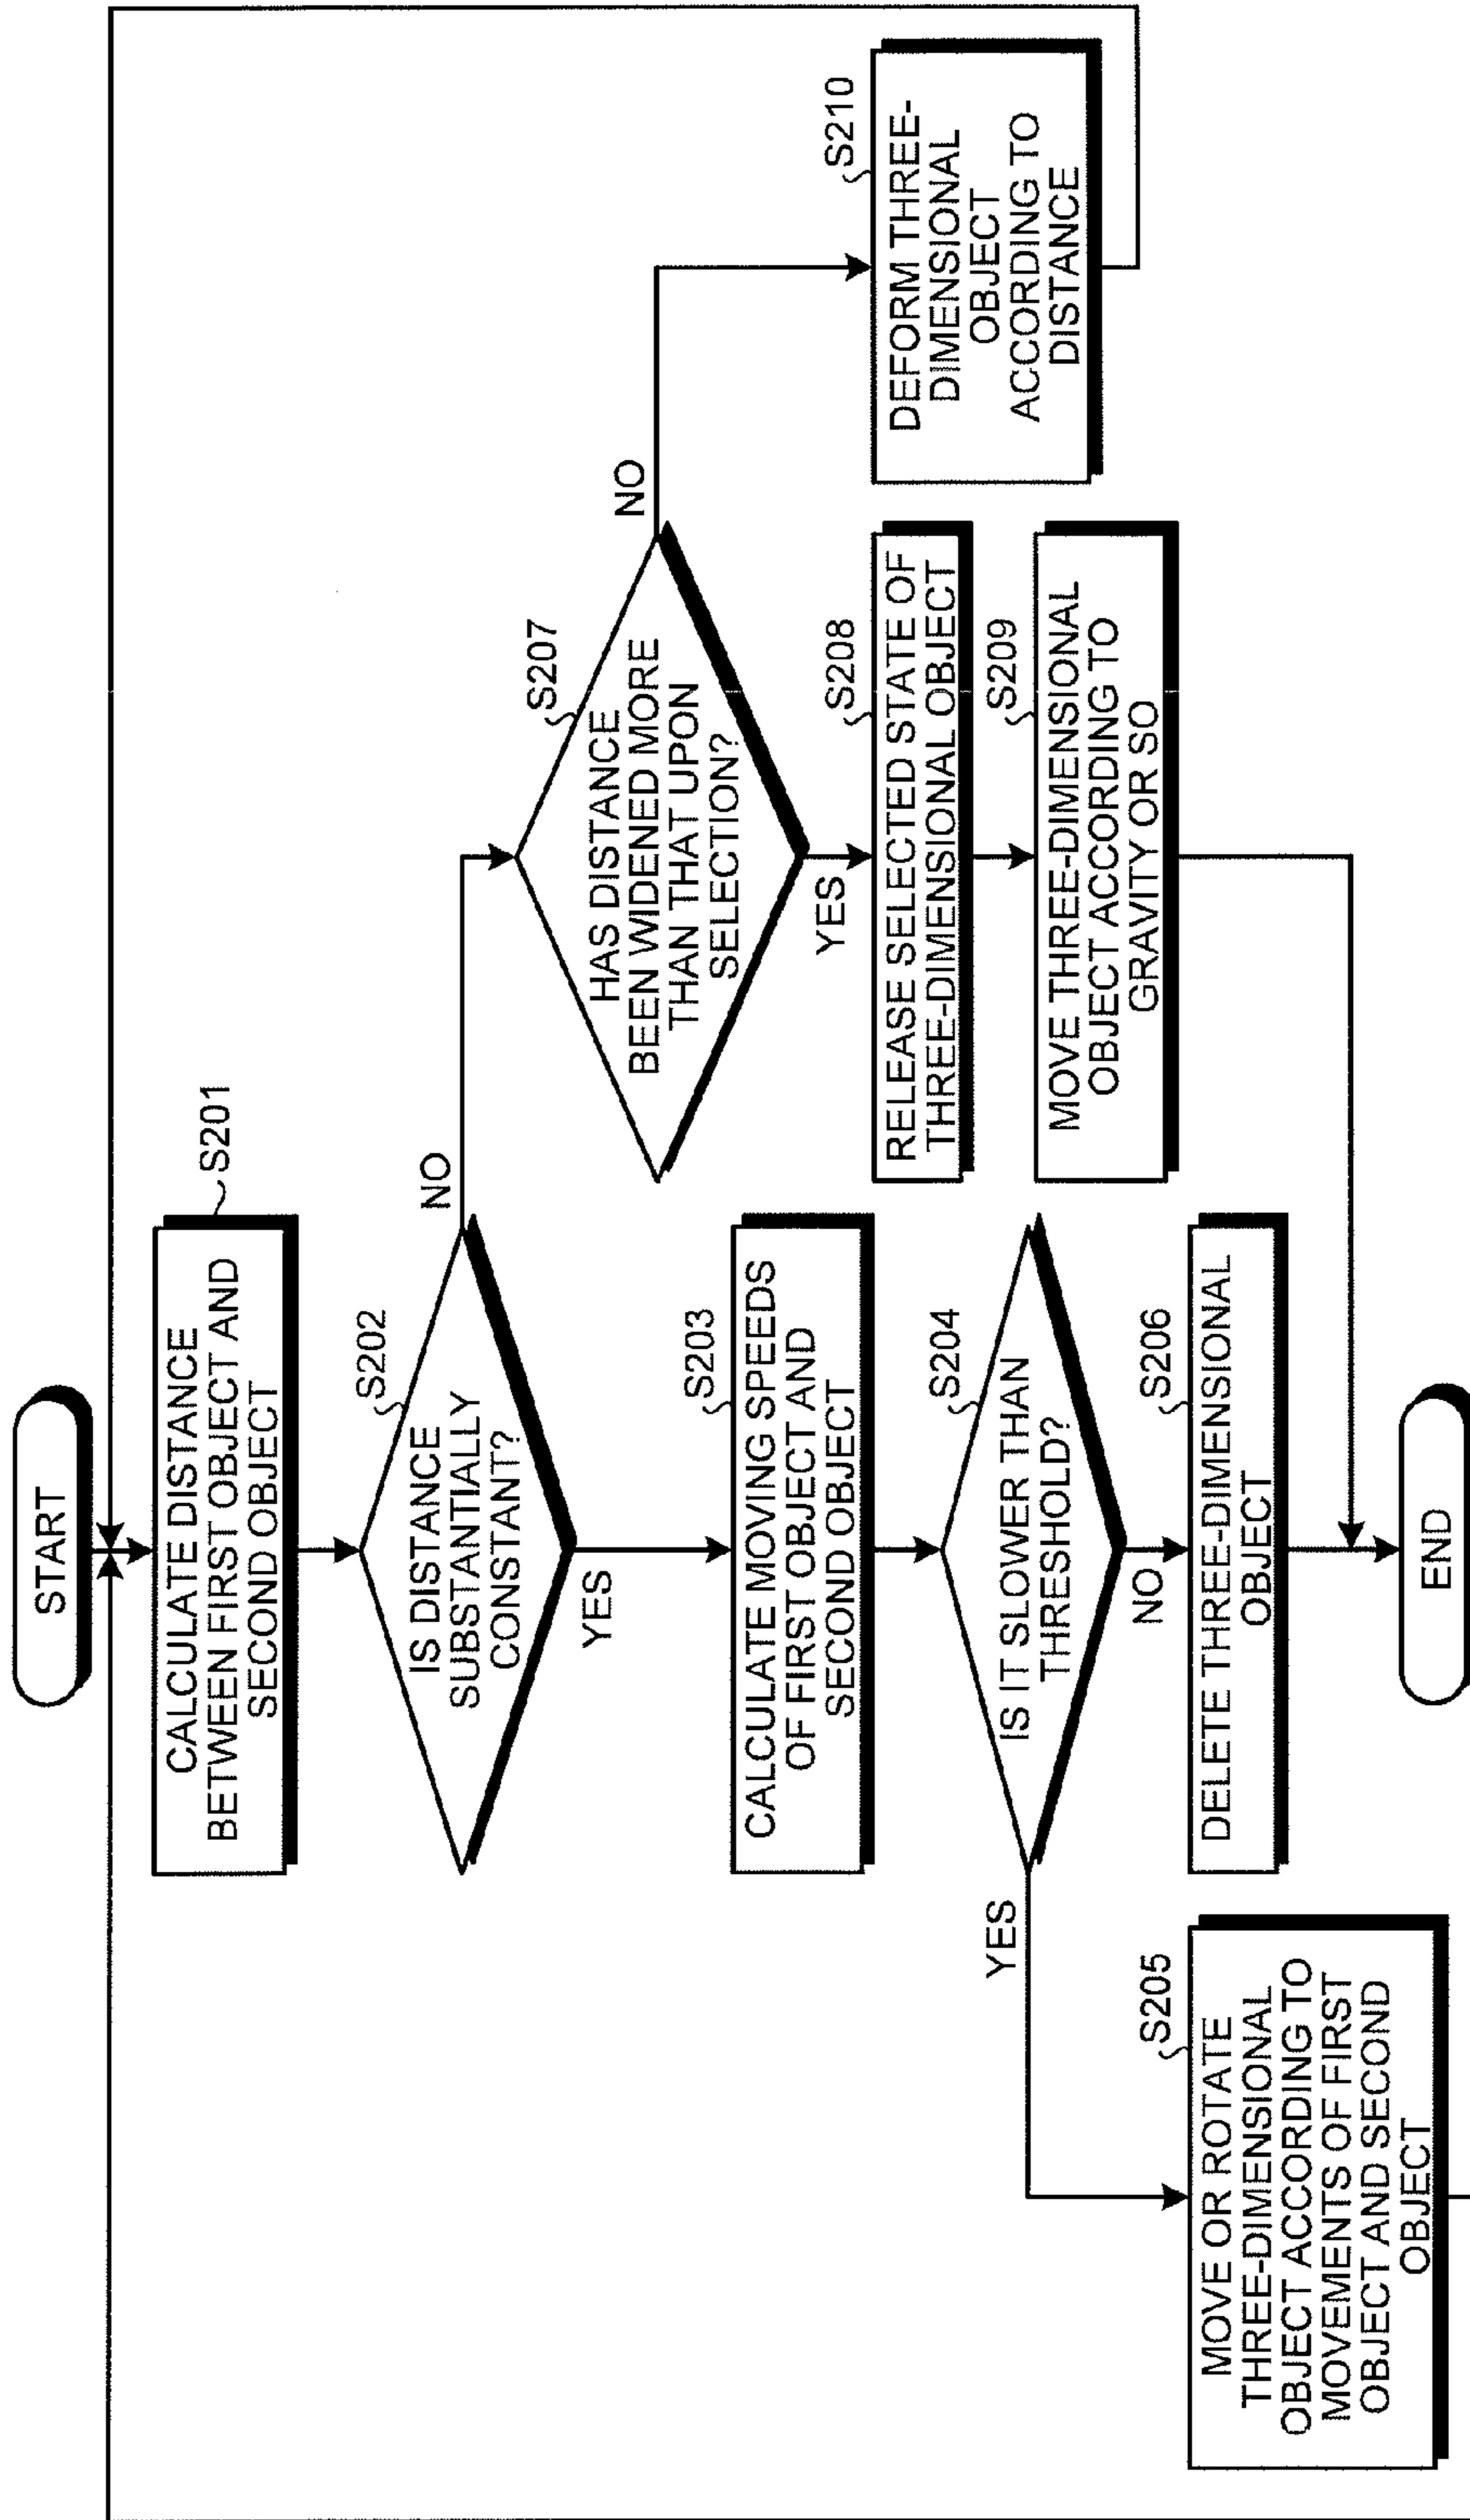 START
S201
CALCULATE DISTANCE
BETWEEN FIRST OBJECT AND
SECOND OBJECT
S202
IS DISTANCE
SUBSTANTIALLY
CONSTANT?
NO
YES
S203
CALCULATE MOVING SPEEDS
OF FIRST OBJECT AND
SECOND OBJECT
S204
IS IT SLOWER THAN
THRESHOLD?
YES
NO
S205
MOVE OR ROTATE
THREE-DIMENSIONAL
OBJECT ACCORDING TO
MOVEMENTS OF FIRST
OBJECT AND SECOND
OBJECT
S206
DELETE THREE-DIMENSIONAL
OBJECT
S207
HAS DISTANCE
BEEN WIDENED MORE
THAN THAT UPON
SELECTION?
NO
YES
S208
RELEASE SELECTED STATE OF
THREE-DIMENSIONAL OBJECT
S209
MOVE THREE-DIMENSIONAL
OBJECT ACCORDING TO
GRAVITY OR SO
S210
DEFORM THREE-
DIMENSIONAL
OBJECT
ACCORDING TO
DISTANCE
END